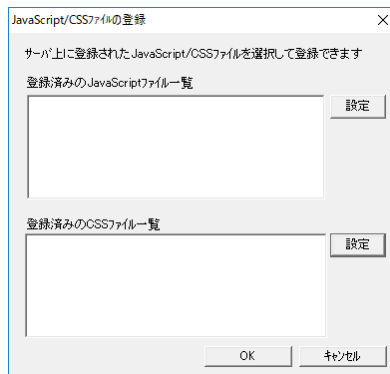 JavaScript/CSSﾌｧｲﾙの登録
サーバ上に登録されたJavaScript/CSSファイルを選択して登録できます
登録済みのJavaScriptﾌｧｲﾙ一覧
設定
登録済みのCSSﾌｧｲﾙ一覧
設定
OK
ｷｬﾝｾﾙ